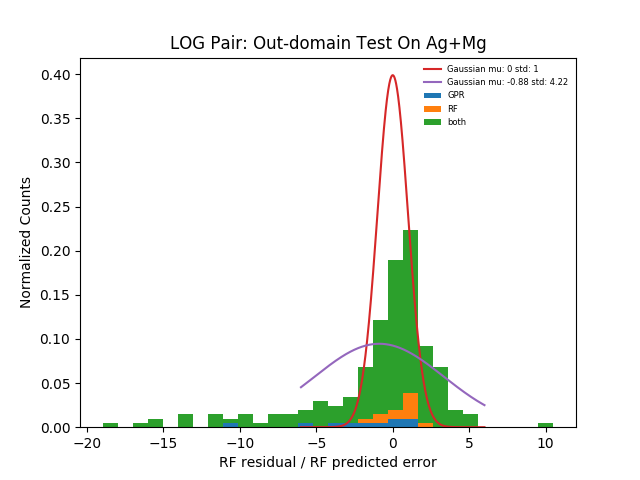 LOG Pair: Out-domain Test On Ag+Mg
Gaussian mu: 0 std: 1
Gaussian mu: -0.88 std: 4.22
GPR
RF
both
Normalized Counts
0.40
0.35
0.30
0.25
0.20
0.15
0.10
0.05
0.00
−20 −15 −10 −5 0 5 10
RF residual / RF predicted error